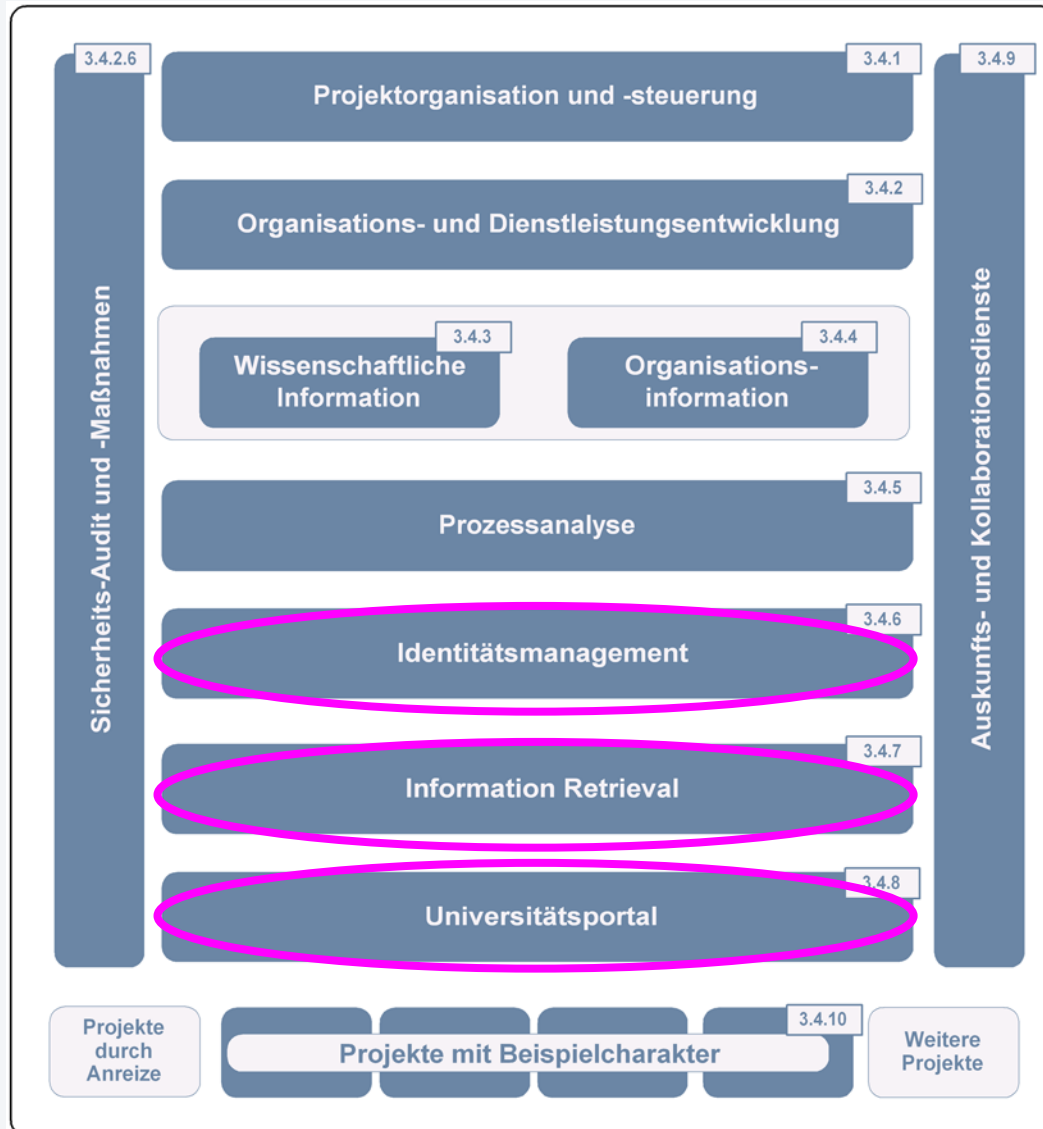 3.4.2.6
3.4.1
3.4.9
Projektorganisation und -steuerung
3.4.2
Organisations- und Dienstleistungsentwicklung
Sicherheits-Audit und -Maßnahmen
Auskunfts- und Kollaborationsdienste
3.4.3
Wissenschaftliche
Information
3.4.4
Organisations-
information
3.4.5
Prozessanalyse
3.4.6
Identitätsmanagement
3.4.7
Information Retrieval
3.4.8
Universitätsportal
Projekte
durch
Anreize
3.4.10
Projekte mit Beispielcharakter
Weitere
Projekte